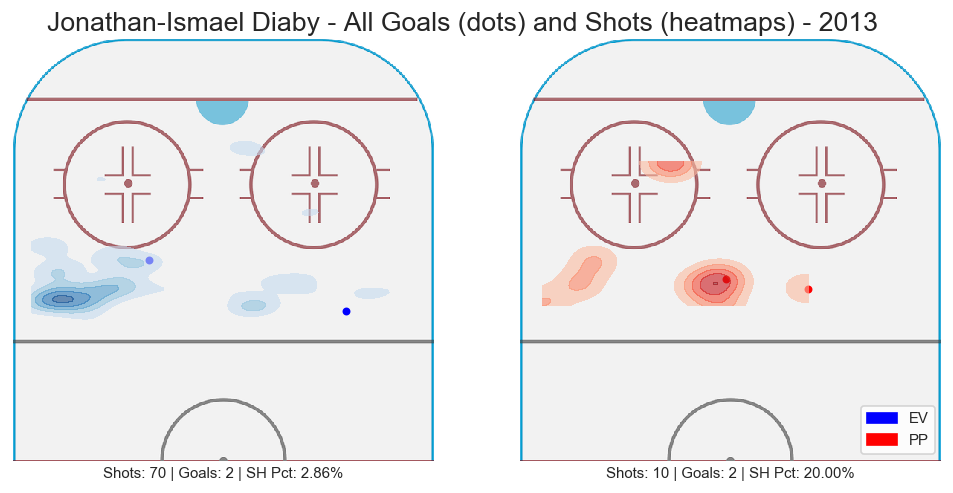 Jonathan-Ismael Diaby - All Goals (dots) and Shots (heatmaps) - 2013
EV
PP
Shots: 70 | Goals: 2 | SH Pct: 2.86%
Shots: 10 | Goals: 2 | SH Pct: 20.00%